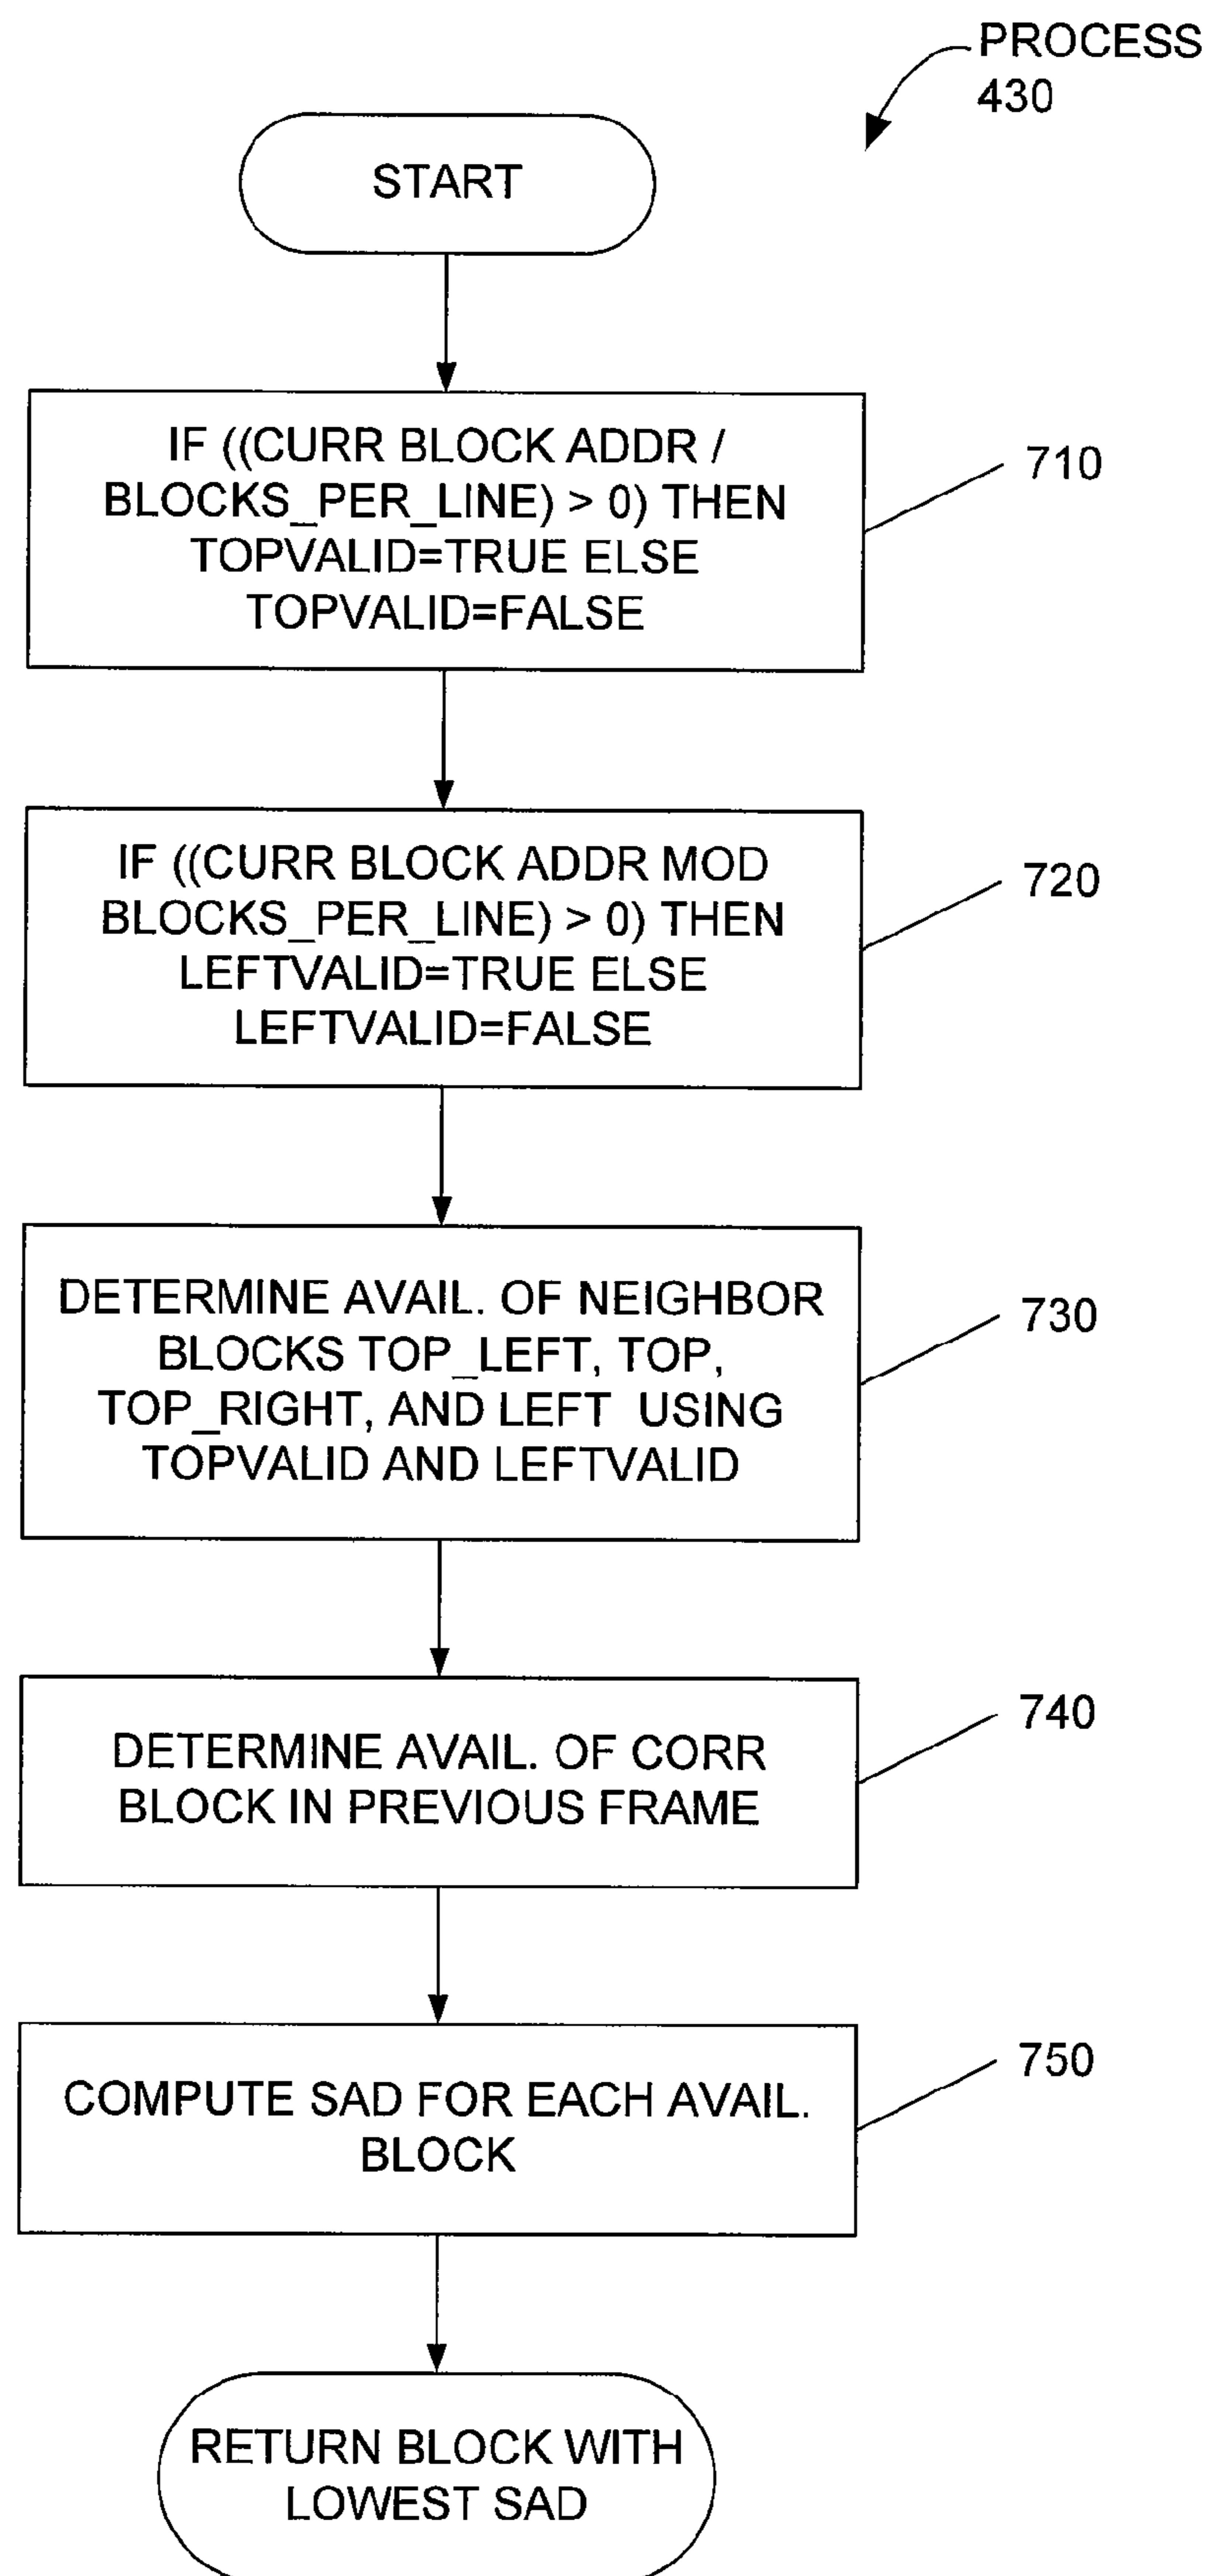 PROCESS
430
START
IF ((CURR BLOCK ADDR /
BLOCKS_PER_LINE) > 0) THEN
TOPVALID=TRUE ELSE
TOPVALID=FALSE
710
IF ((CURR BLOCK ADDR MOD
BLOCKS_PER_LINE) > 0) THEN
LEFTVALID=TRUE ELSE
LEFTVALID=FALSE
720
DETERMINE AVAIL. OF NEIGHBOR
BLOCKS TOP_LEFT, TOP,
TOP_RIGHT, AND LEFT USING
TOPVALID AND LEFTVALID
730
DETERMINE AVAIL. OF CORR
BLOCK IN PREVIOUS FRAME
740
COMPUTE SAD FOR EACH AVAIL.
BLOCK
750
RETURN BLOCK WITH
LOWEST SAD